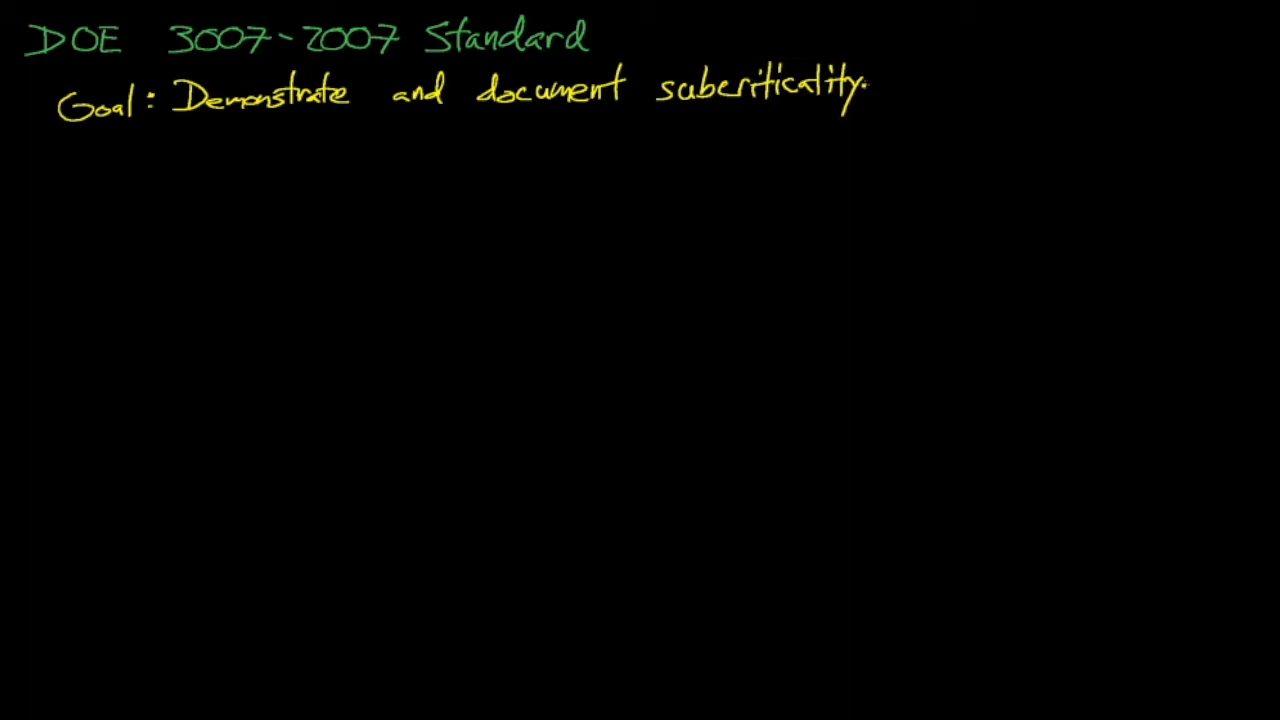 DOE 3007-2007 Standard
Goal: Demonstrate and document subcriticality.